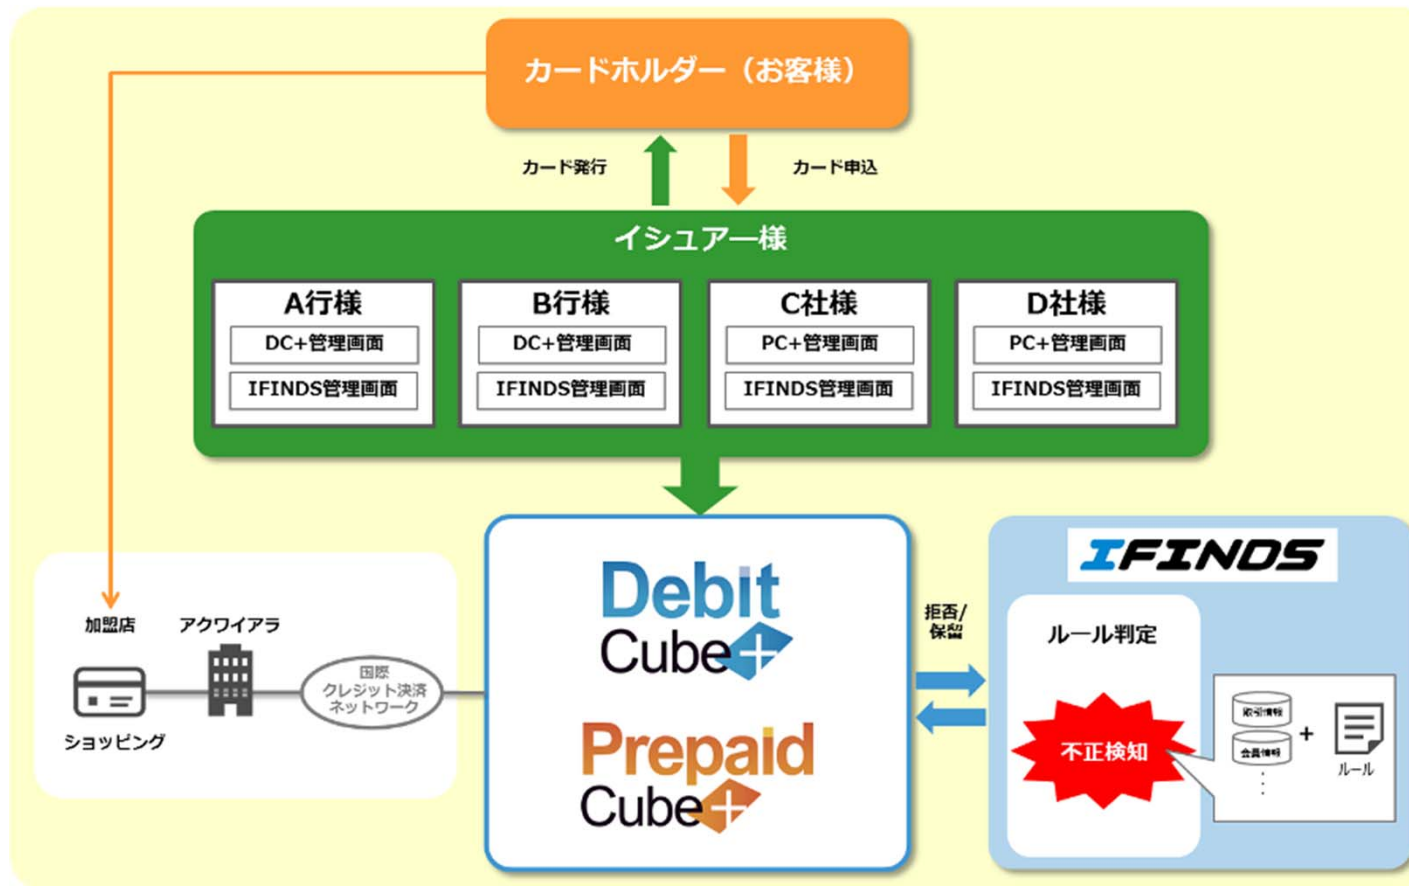 カードホルダー（お客様）
カード発行
カード申込
イシュアー様
A行様
DC+管理画面
IFINDS管理画面
B行様
DC+管理画面
IFINDS管理画面
C社様
PC+管理画面
IFINDS管理画面
D社様
PC+管理画面
IFINDS管理画面
加盟店
アクワイアラ
ショッピング
国際
クレジット決済
ネットワーク
Debit
Cube+
Prepaid
Cube+
拒否/
保留
IFINDS
ルール判定
不正検知
取引情報
会員情報
⋮
+
ルール